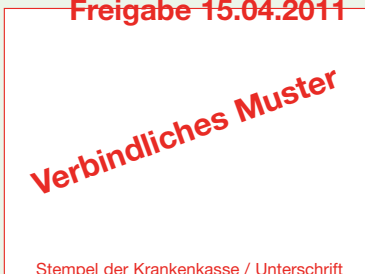 Freigabe 15.04.2011
Verbindliches Muster
Stempel der Krankenkasse / Unterschrift